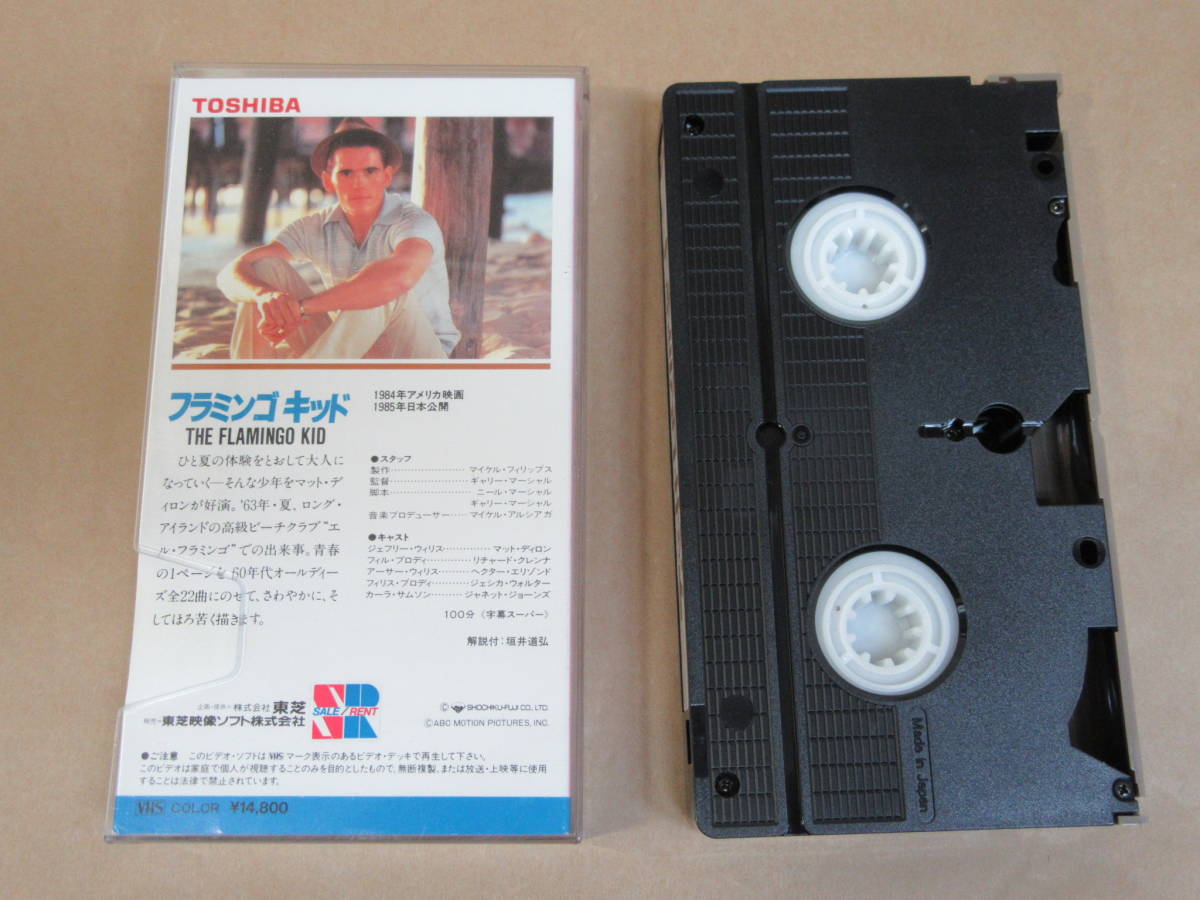 TOSHIBA
フラミンゴ キッド
THE FLAMINGO KID
1984年アメリカ映画
1985年日本公開
ひと夏の体験をとおして大人に
なっていく―そんな少年をマット・デ
ィロンが好演。'63年・夏、ロング・
アイランドの高級ビーチクラブ“エ
ル・フラミンゴ”での出来事。青春
の1ページを'60年代オールディー
ズ全22曲にのせて、さわやかに、そ
してほろ苦く描きます。
●スタッフ
製作…………マイケル・フィリップス
監督…………ギャリー・マーシャル
脚本…………ニール・マーシャル
ギャリー・マーシャル
音楽プロデューサー……マイケル・アルシアガ
●キャスト
ジェフリー・ウィリス…………マット・ディロン
フィル・ブロディ…………リチャード・クレンナ
アーサー・ウィリス…………ヘクター・エリゾンド
フィリス・ブロディ…………ジェシカ・ウォルター
カーラ・サムソン…………ジャネット・ジョーンズ
100分〈字幕スーパー〉
解説付:垣井道弘
株式会社 東芝
東芝映像ソフト株式会社
SALE/RENT
© SHOCHIKU-FUJI CO., LTD.
© ABC MOTION PICTURES, INC.
●ご注意 このビデオ・ソフトはVHSマーク表示のあるビデオ・デッキで再生して下さい。
このビデオは家庭で個人が視聴することのみを目的としたもので、無断複製、または放送・上映等に使用
することは法律で禁止されています。
VHS COLOR ¥14,800
Made in Japan